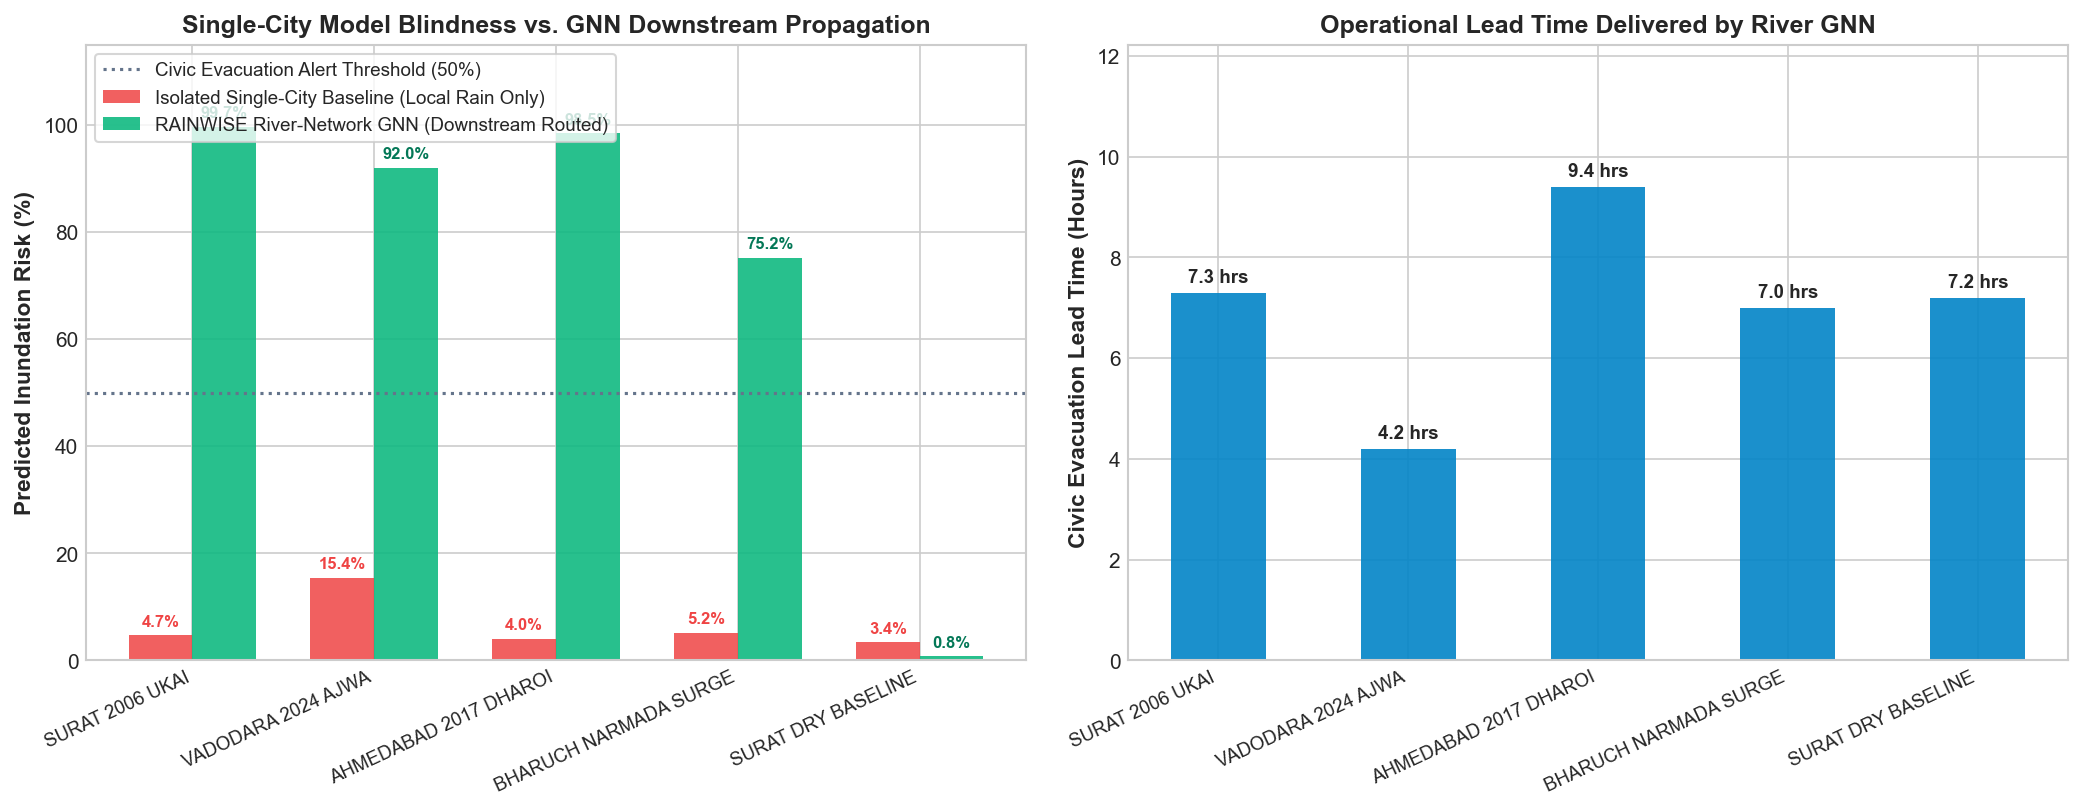 Single-City Model Blindness vs. GNN Downstream Propagation
Civic Evacuation Alert Threshold (50%)
Isolated Single-City Baseline (Local Rain Only)
RAINWISE River-Network GNN (Downstream Routed)
Predicted Inundation Risk (%)
100
80
60
40
20
0
99.7%
92.0%
98.5%
75.2%
4.7%
15.4%
4.0%
5.2%
3.4%
0.8%
SURAT 2006 UKAI
VADODARA 2024 AJWA
AHMEDABAD 2017 DHAROI
BHARUCH NARMADA SURGE
SURAT DRY BASELINE
Operational Lead Time Delivered by River GNN
Civic Evacuation Lead Time (Hours)
12
10
8
6
4
2
0
7.3 hrs
4.2 hrs
9.4 hrs
7.0 hrs
7.2 hrs
SURAT 2006 UKAI
VADODARA 2024 AJWA
AHMEDABAD 2017 DHAROI
BHARUCH NARMADA SURGE
SURAT DRY BASELINE